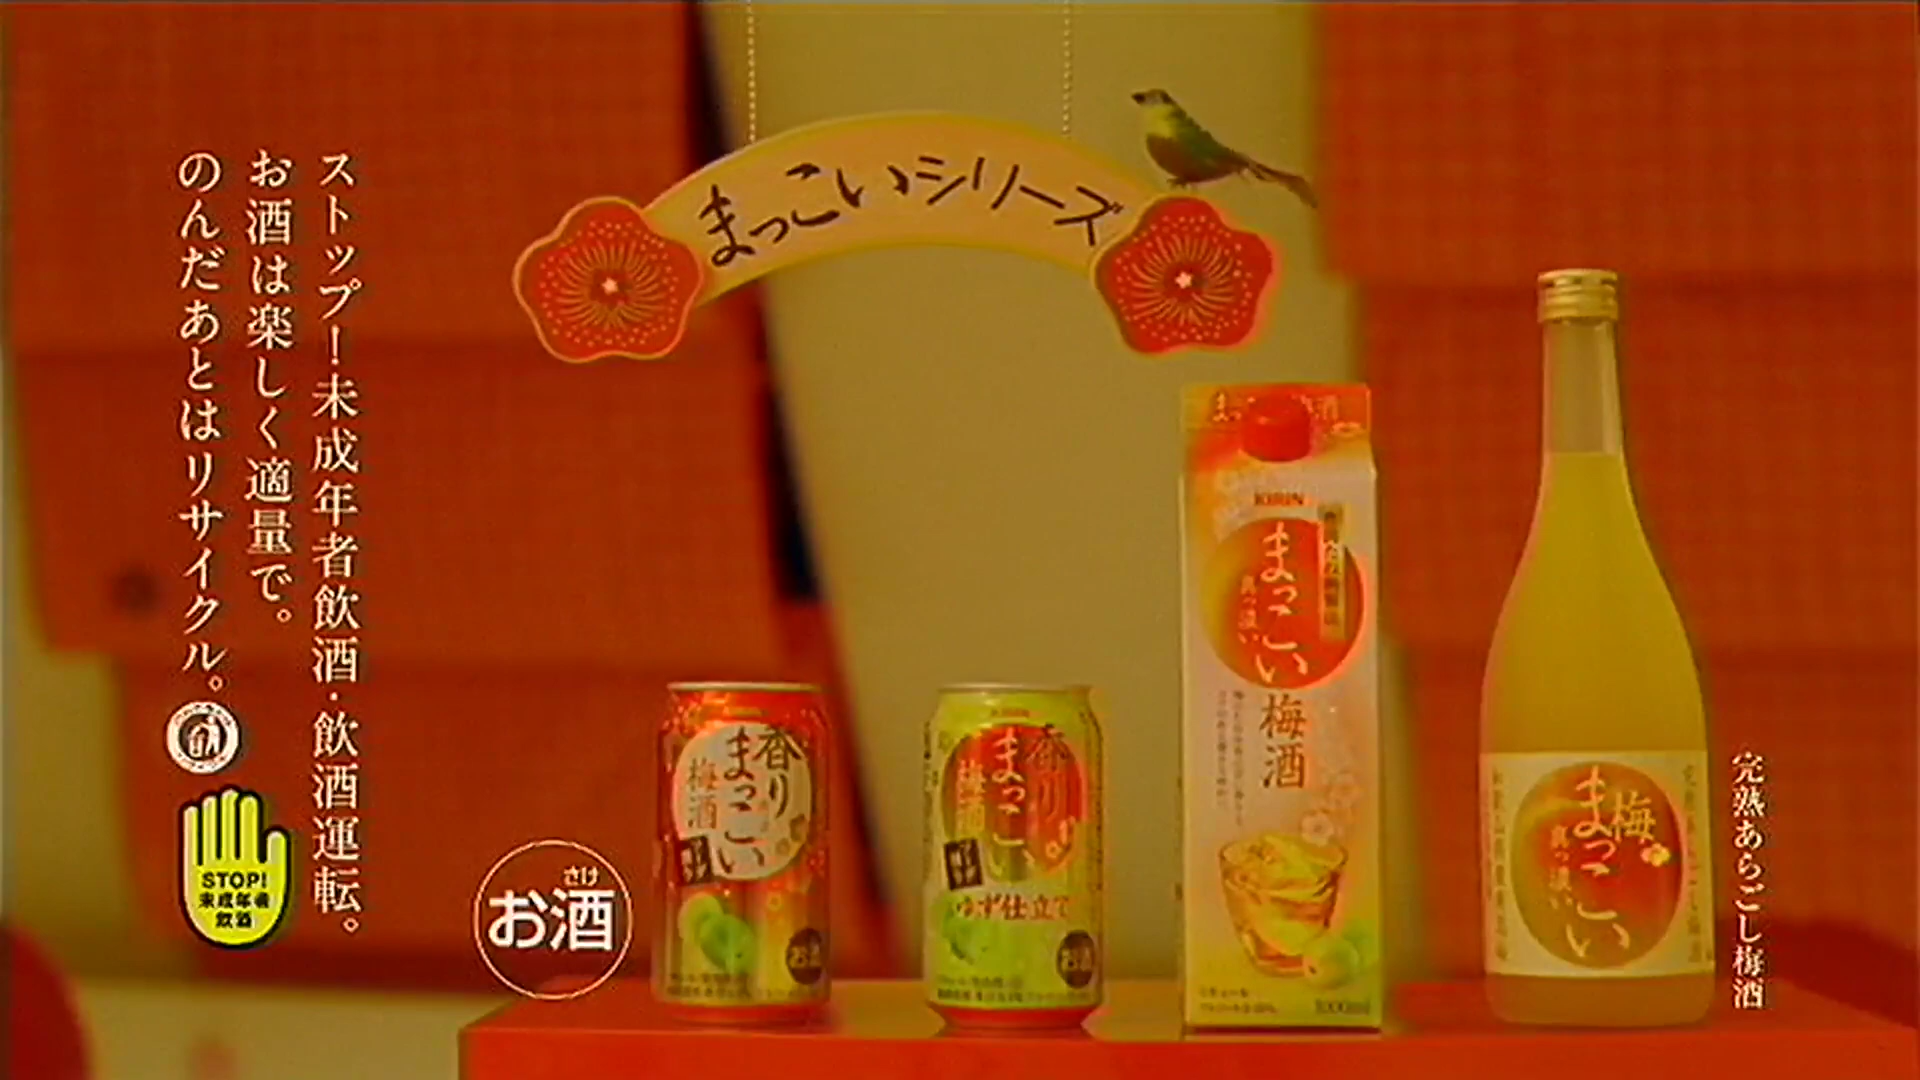 ストップ！未成年者飲酒・飲酒運転。
お酒は楽しく適量で。
のんだあとはリサイクル。
STOP!
未成年者
飲酒
さけ
お酒
まっこいシリーズ
香り
まっこい
梅酒
お酒
香り
まっこい
梅酒
ゆず仕立て
お酒
KIRIN
まっこい
真っ濃い
梅酒
1000ml
梅
まっこい
真っ濃い
完熟あらごし梅酒